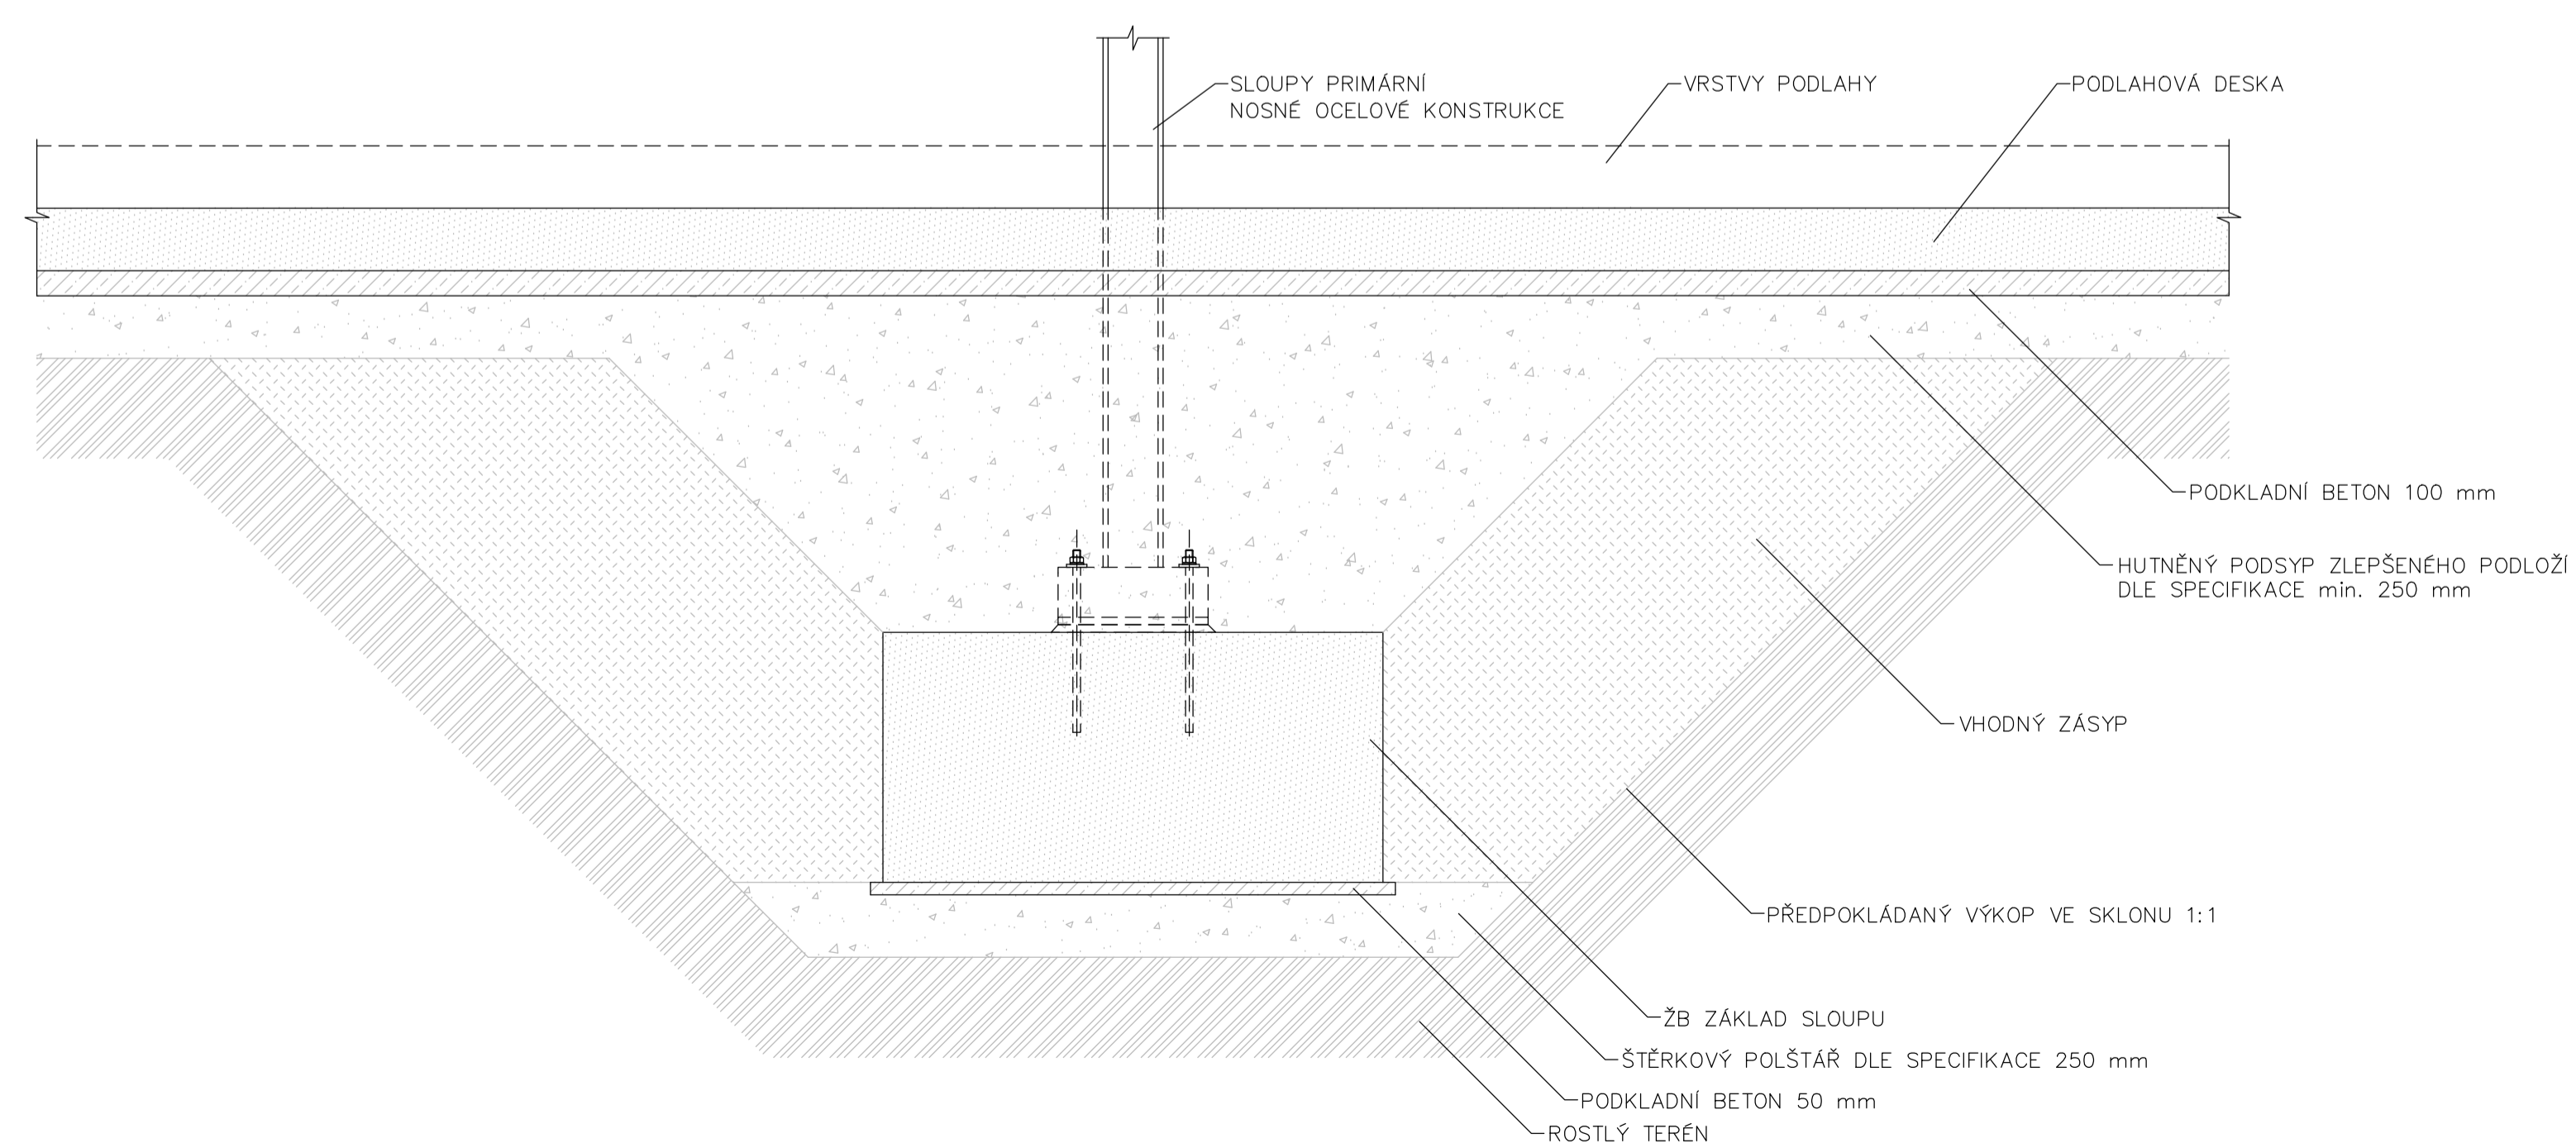 SLOUPY PRIMÁRNÍ
NOSNÉ OCELOVÉ KONSTRUKCE
VRSTVY PODLAHY
PODLAHOVÁ DESKA
PODKLADNÍ BETON 100 mm
HUTNĚNÝ PODSYP ZLEPŠENÉHO PODLOŽÍ
DLE SPECIFIKACE min. 250 mm
VHODNÝ ZÁSYP
PŘEDPOKLÁDANÝ VÝKOP VE SKLONU 1:1
ŽB ZÁKLAD SLOUPU
ŠTĚRKOVÝ POLŠTÁŘ DLE SPECIFIKACE 250 mm
PODKLADNÍ BETON 50 mm
ROSTLÝ TERÉN